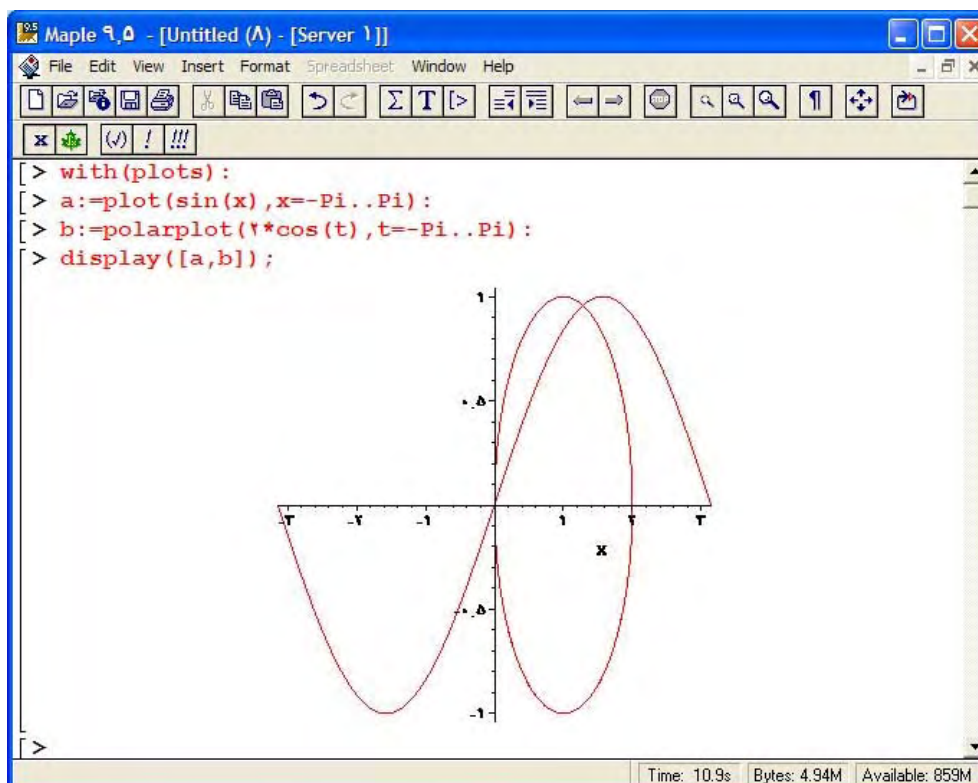 Maple ۹٫۵ - [Untitled (۸) - [Server ۱]]
File Edit View Insert Format Spreadsheet Window Help
[> with(plots):
[> a:=plot(sin(x),x=-Pi..Pi):
[> b:=polarplot(۲*cos(t),t=-Pi..Pi):
[> display([a,b]);
۱
۰.۵
-۳ -۲ -۱ ۱ ۲ ۳
x
-۰.۵
-۱
[>
Time: 10.9s Bytes: 4.94M Available: 859M